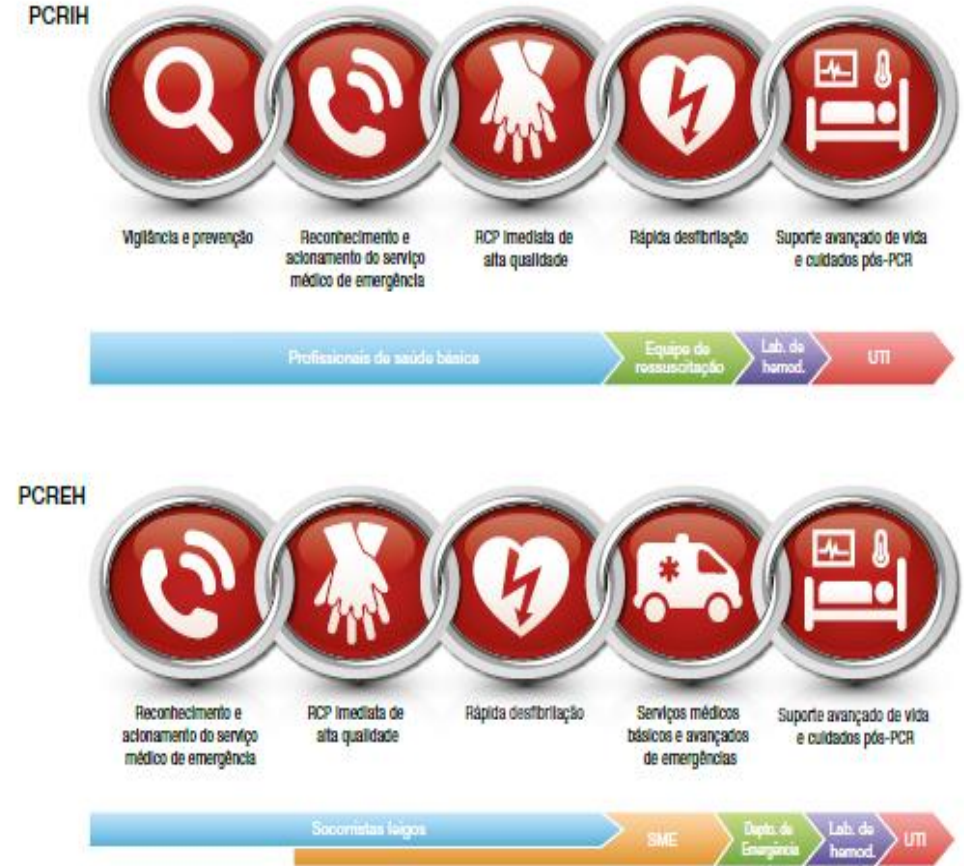 PCRIH
Vigilância e prevenção
Reconhecimento e
acionamento do serviço
médico de emergência
RCP imediata de
alta qualidade
Rápida desfibrilação
Suporte avançado de vida
e cuidados pós-PCR
Profissionais de saúde básica
Equipe de
ressuscitação
Lab. de
hemod.
UTI
PCREH
Reconhecimento e
acionamento do serviço
médico de emergência
RCP imediata de
alta qualidade
Rápida desfibrilação
Serviços médicos
básicos e avançados
de emergências
Suporte avançado de vida
e cuidados pós-PCR
Socorristas leigos
SME
Depto. de
Emergência
Lab. de
hemod.
UTI